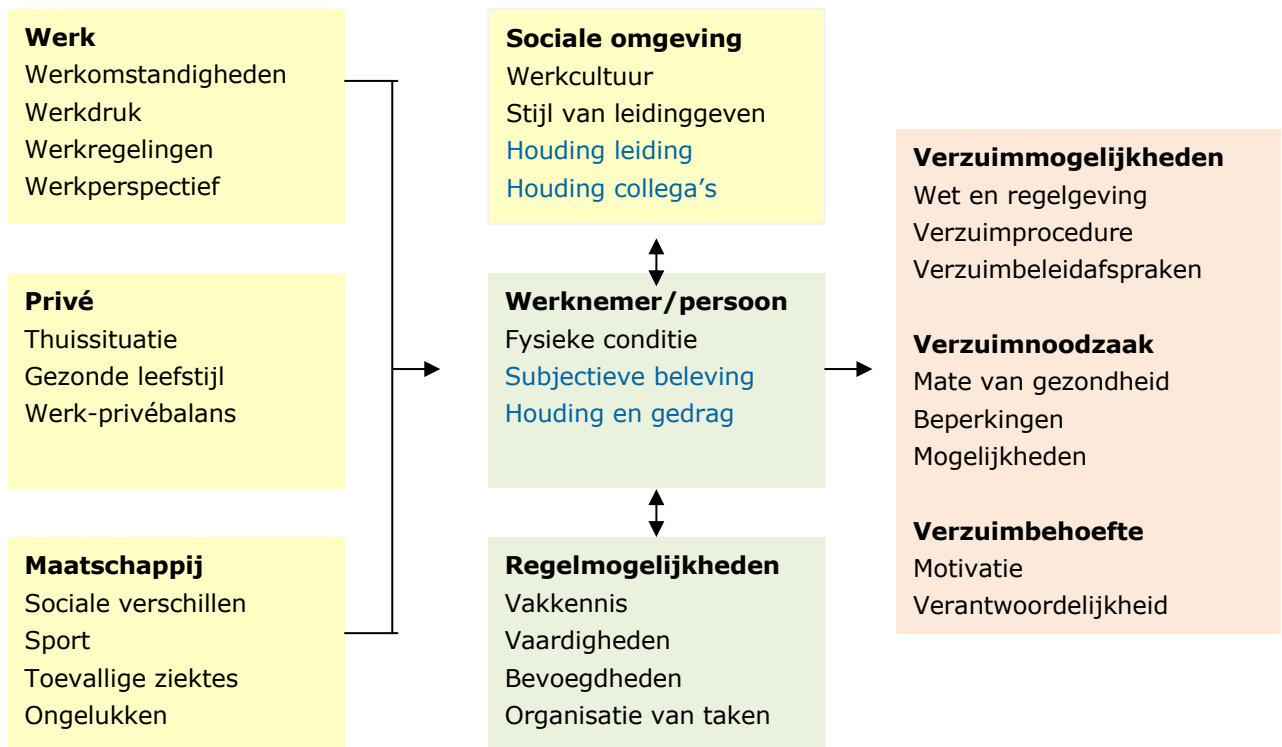 Werk
Werkomstandigheden
Werkdruk
Werkregelingen
Werkperspectief
Privé
Thuissituatie
Gezonde leefstijl
Werk-privébalans
Maatschappij
Sociale verschillen
Sport
Toevallige ziektes
Ongelukken
Sociale omgeving
Werkcultuur
Stijl van leidinggeven
Houding leiding
Houding collega's
Werknemer/persoon
Fysieke conditie
Subjectieve beleving
Houding en gedrag
Regelmogelijkheden
Vakkennis
Vaardigheden
Bevoegdheden
Organisatie van taken
Verzuimmogelijkheden
Wet en regelgeving
Verzuimprocedure
Verzuimbeleidafspraken
Verzuimnoodzaak
Mate van gezondheid
Beperkingen
Mogelijkheden
Verzuimbehoefte
Motivatie
Verantwoordelijkheid